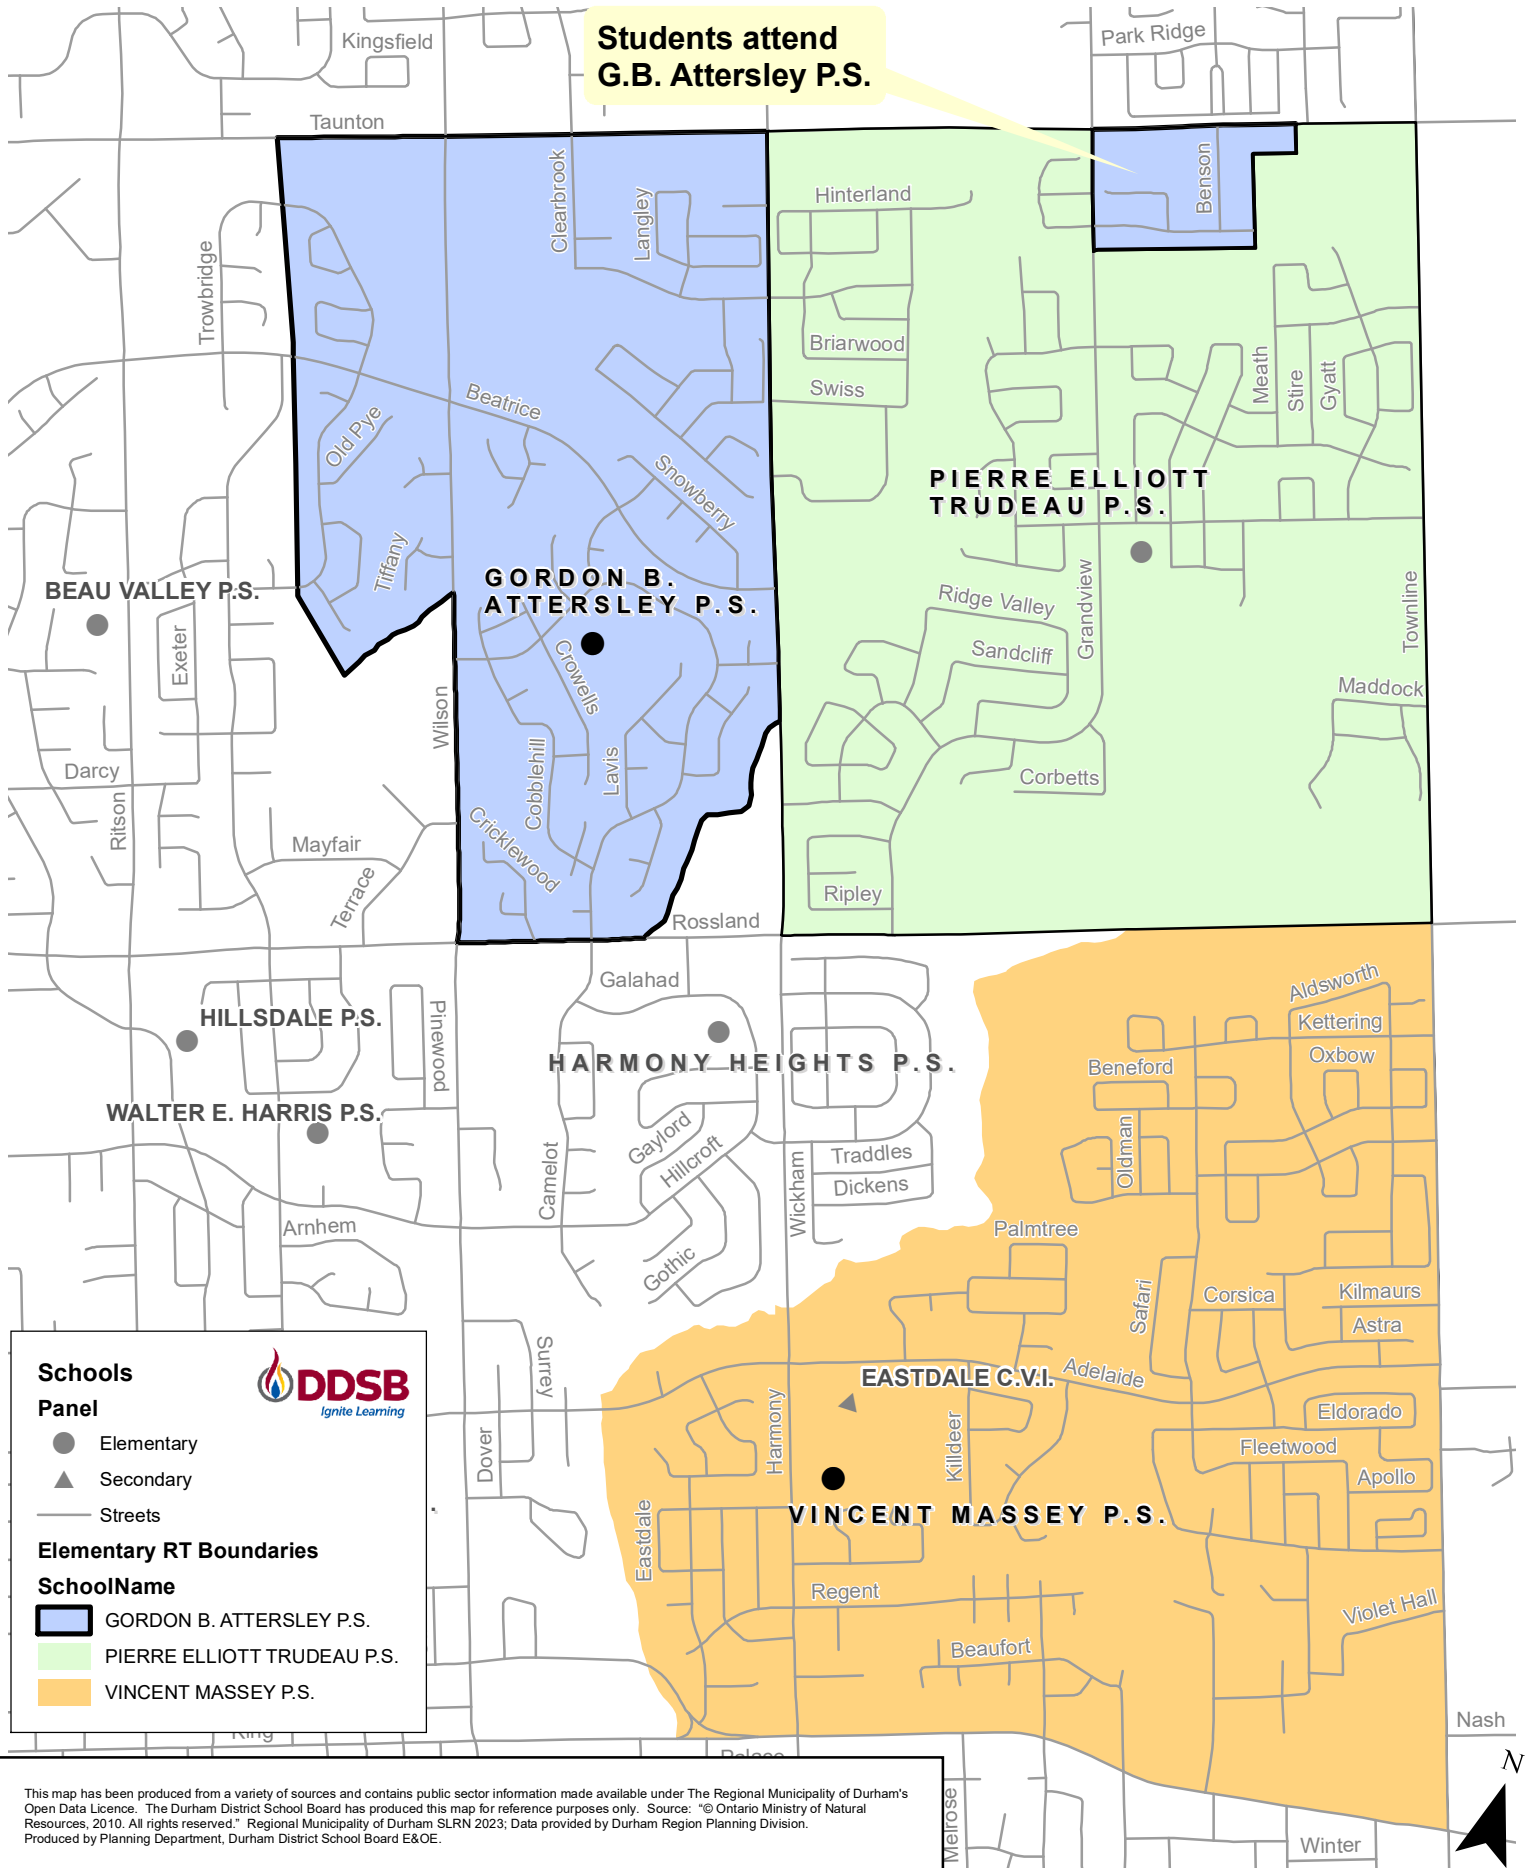 Kingsfield
Students attend
G.B. Attersley P.S.
Park Ridge
Taunton
Clearbrook
Langley
Hinterland
Benson
Trowbridge
Briarwood
Swiss
Meath
Stire
Gyatt
Beatrice
Old Pye
Snowberry
PIERRE ELLIOTT
TRUDEAU P.S.
Tiffany
GORDON B.
ATTERSLEY P.S.
BEAU VALLEY P.S.
Exeter
Ridge Valley
Sandcliff
Grandview
Townline
Crowells
Maddock
Wilson
Cobblehill
Lavis
Darcy
Ritson
Corbetts
Cricklewood
Mayfair
Terrace
Ripley
Rossland
Galahad
Aldsworth
Kettering
Oxbow
HILLSDALE P.S.
Pinewood
HARMONY HEIGHTS P.S.
Beneford
WALTER E. HARRIS P.S.
Gaylord
Hillcroft
Oldman
Camelot
Wickham
Traddles
Dickens
Arnhem
Gothic
Palmtree
Safari
Corsica
Kilmaurs
Astra
Surrey
EASTDALE C.V.I.
Adelaide
Harmony
Killdeer
Eldorado
Fleetwood
Apollo
Dover
VINCENT MASSEY P.S.
Eastdale
Regent
Beaufort
Violet Hall
Schools
DDSB
Ignite Learning
Panel
Elementary
Secondary
Streets
Elementary RT Boundaries
SchoolName
GORDON B. ATTERSLEY P.S.
PIERRE ELLIOTT TRUDEAU P.S.
VINCENT MASSEY P.S.
King
Palace
Nash
N
Melrose
Winter
This map has been produced from a variety of sources and contains public sector information made available under The Regional Municipality of Durham's
Open Data Licence. The Durham District School Board has produced this map for reference purposes only. Source: "© Ontario Ministry of Natural
Resources, 2010. All rights reserved." Regional Municipality of Durham SLRN 2023; Data provided by Durham Region Planning Division.
Produced by Planning Department, Durham District School Board E&OE.